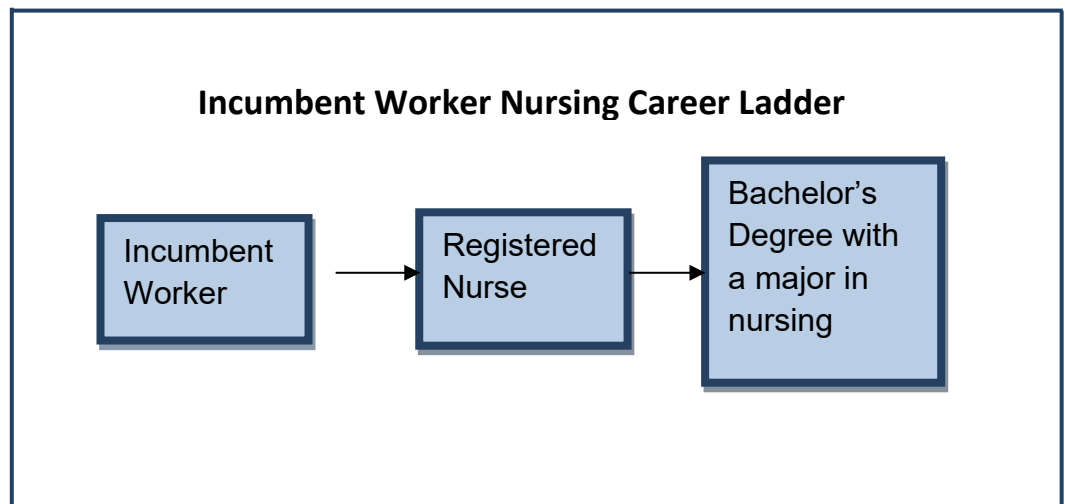 Incumbent Worker Nursing Career Ladder
Incumbent
Worker
Registered
Nurse
Bachelor’s
Degree with
a major in
nursing